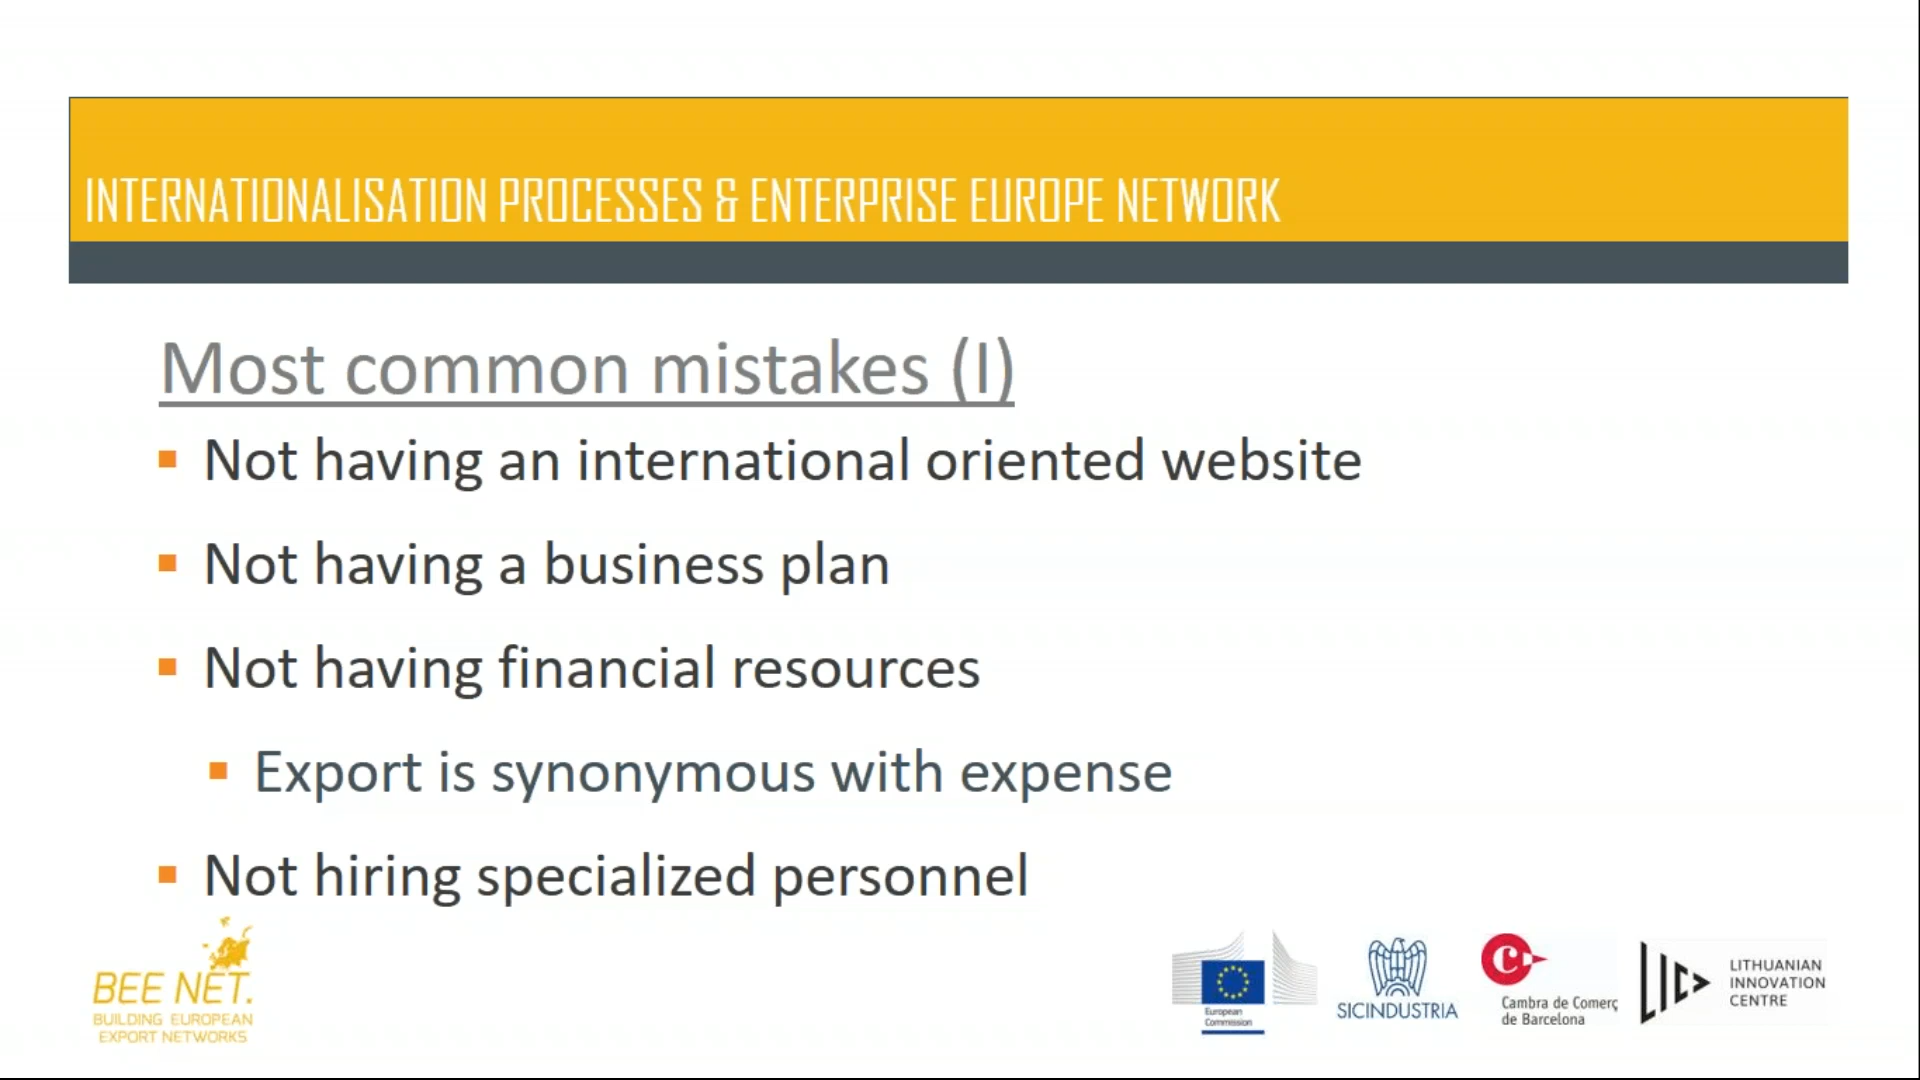 INTERNATIONALISATION PROCESSES & ENTERPRISE EUROPE NETWORK
Most common mistakes (I)
Not having an international oriented website
Not having a business plan
Not having financial resources
Export is synonymous with expense
Not hiring specialized personnel
BEE NET.
BUILDING EUROPEAN
EXPORT NETWORKS
European
Commission
SICINDUSTRIA
Cambra de Comerç
de Barcelona
LITHUANIAN
INNOVATION
CENTRE